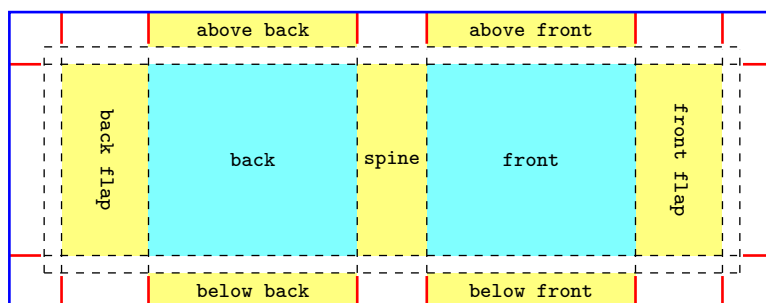 above back
above front
back flap
back
spine
front
front flap
below back
below front